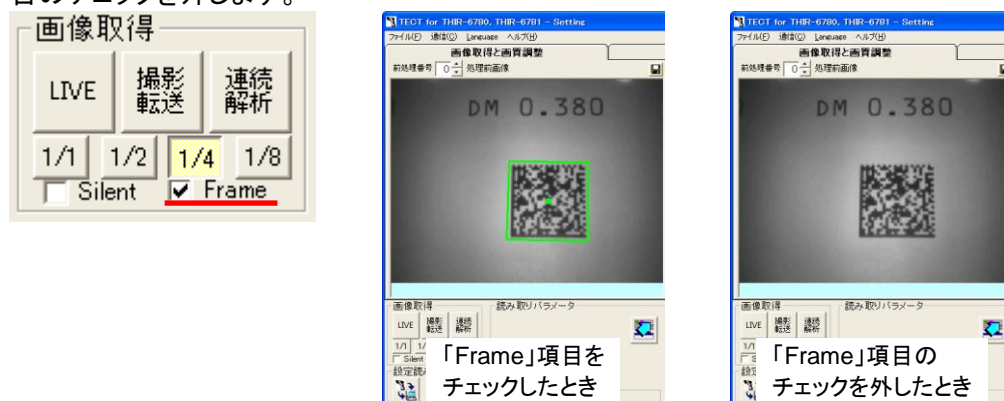 目のチェックを外します。
画像取得
LIVE
撮影
転送
連続
解析
1/1 1/2 1/4 1/8
Silent Frame
TECT for THIR-6780, THIR-6781 - Setting
ファイル(F) 通信(C) Language ヘルプ(H)
画像取得と画質調整
前処理番号 0 処理前画像
DM 0.380
画像取得
読み取りパラメータ
LIVE
撮影
転送
連続
解析
1/1
Silent
「Frame」項目を
チェックしたとき
TECT for THIR-6780, THIR-6781 - Setting
ファイル(F) 通信(C) Language ヘルプ(H)
画像取得と画質調整
前処理番号 0 処理前画像
DM 0.380
画像取得
読み取りパラメータ
LIVE
撮影
転送
連続
解析
1/1
「Frame」項目の
チェックを外したとき